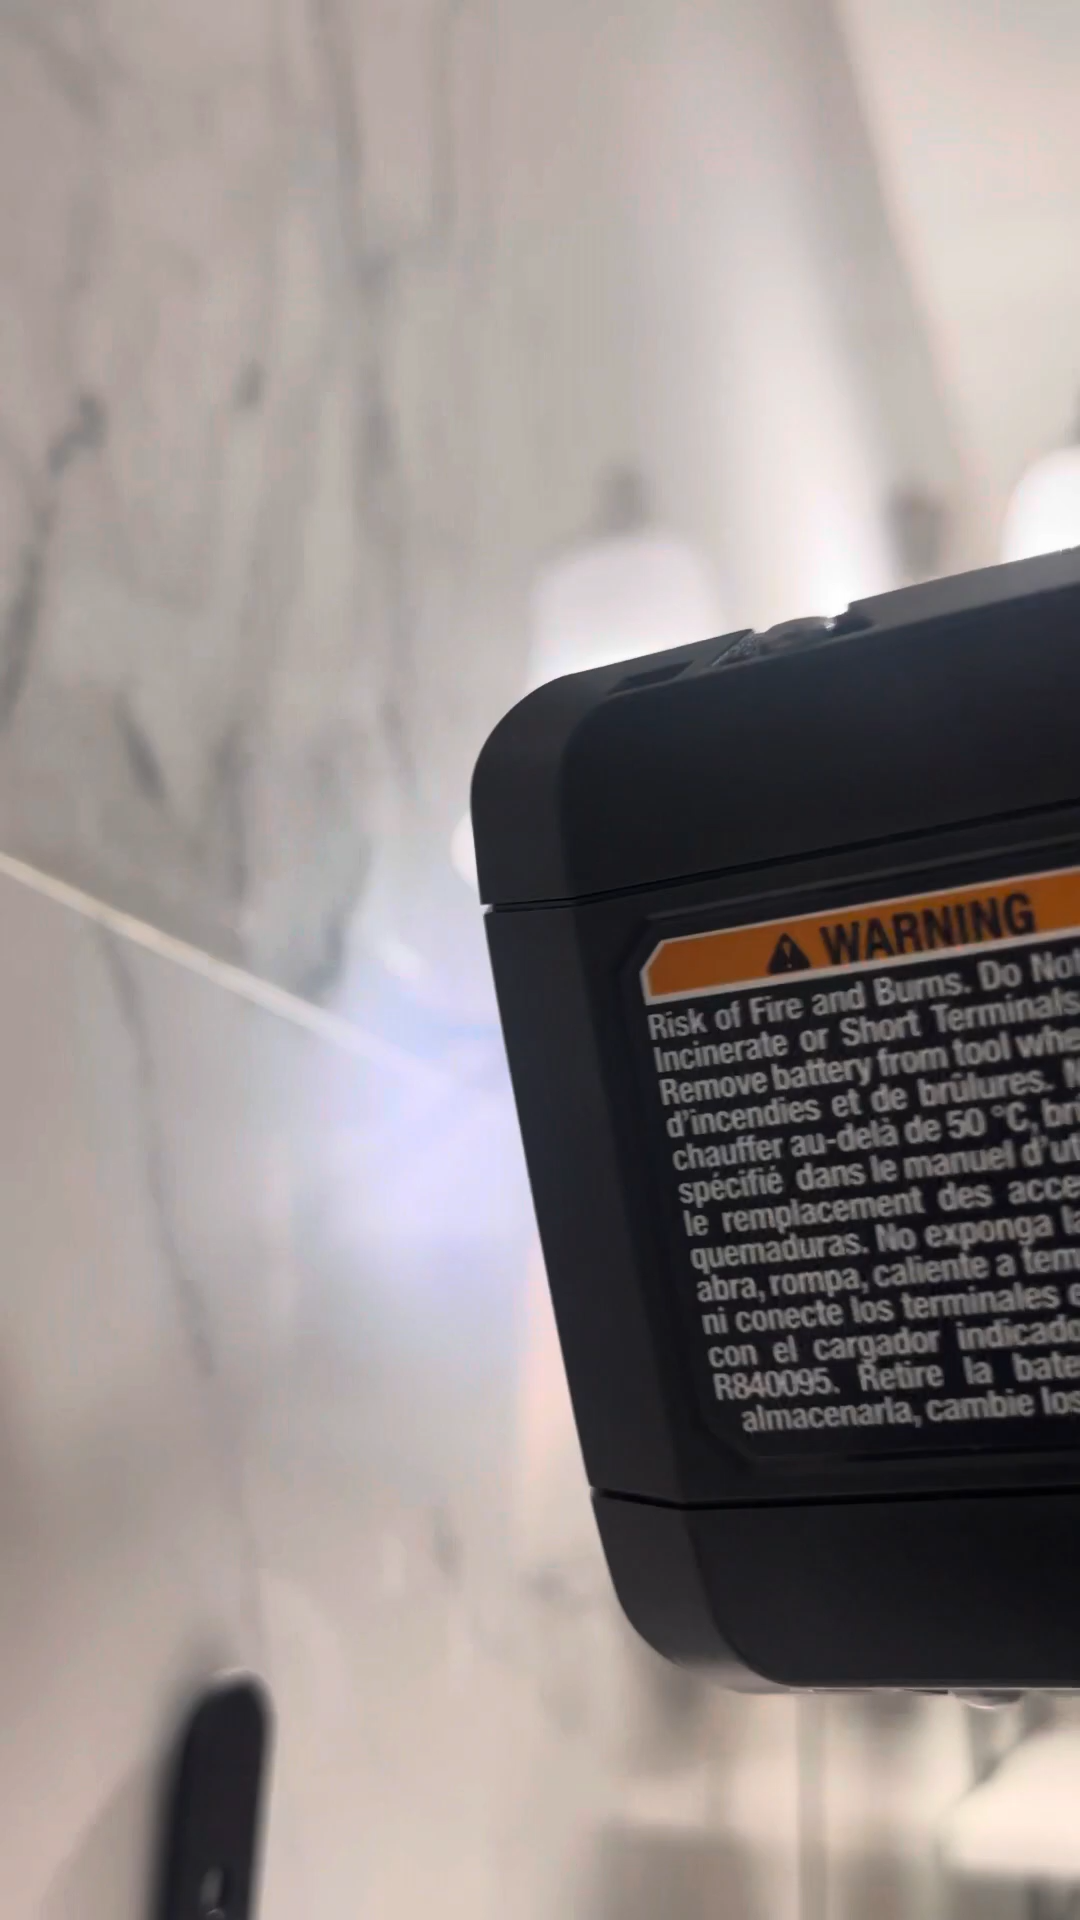 WARNING
Risk of Fire and Burns. Do Not
Incinerate or Short Terminals.
Remove battery from tool whe
d'incendies et de brûlures. N
chauffer au-delà de 50 °C, bri
spécifié dans le manuel d'ut
le remplacement des acce
quemaduras. No exponga la
abra, rompa, caliente a tem
ni conecte los terminales e
con el cargador indicado
R840095. Retire la bate
almacenarla, cambie los